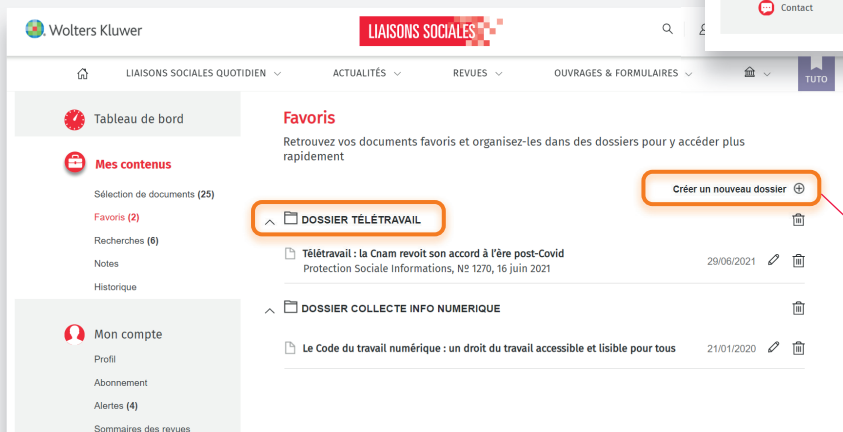 Contact
Wolters Kluwer
LIAISONS SOCIALES
LIAISONS SOCIALES QUOTIDIEN
ACTUALITÉS
REVUES
OUVRAGES & FORMULAIRES
TUTO
Tableau de bord
Mes contenus
Sélection de documents (25)
Favoris (2)
Recherches (6)
Notes
Historique
Mon compte
Profil
Abonnement
Alertes (4)
Sommaires des revues
Favoris
Retrouvez vos documents favoris et organisez-les dans des dossiers pour y accéder plus
rapidement
Créer un nouveau dossier
DOSSIER TÉLÉTRAVAIL
Télétravail : la Cnam revoit son accord à l'ère post-Covid
Protection Sociale Informations, Nº 1270, 16 juin 2021
29/06/2021
DOSSIER COLLECTE INFO NUMERIQUE
Le Code du travail numérique : un droit du travail accessible et lisible pour tous
21/01/2020